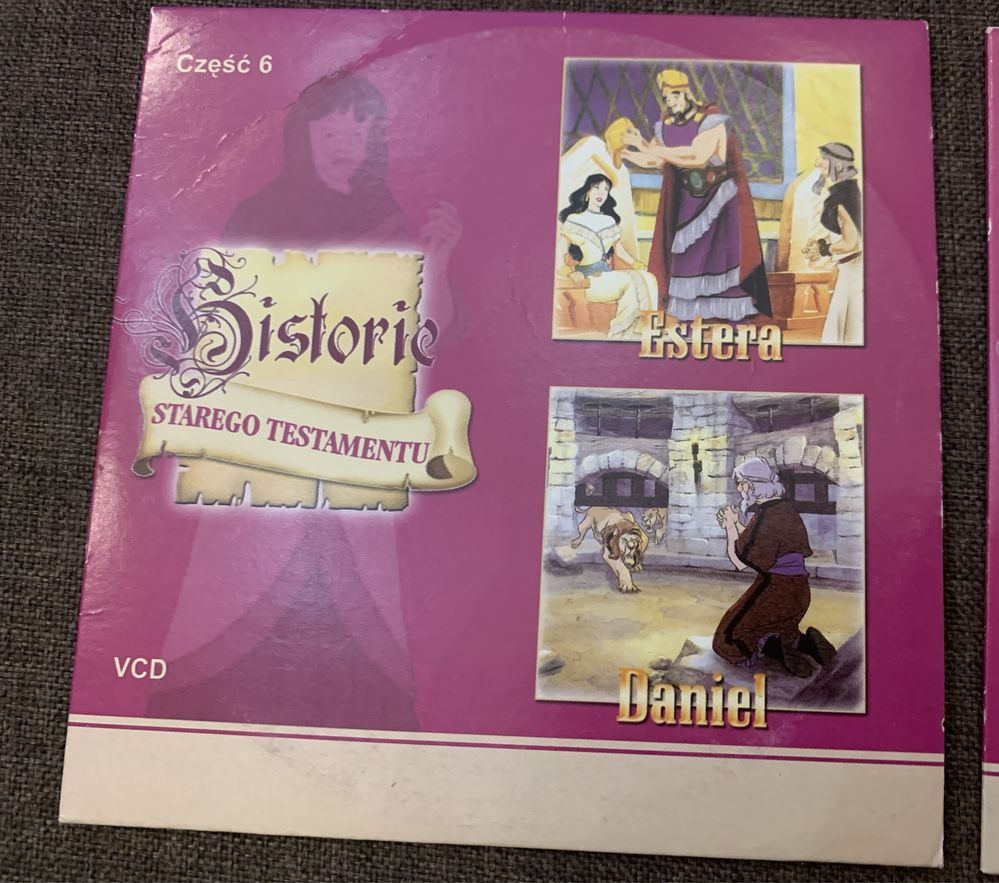 Część 6
Historie
STAREGO TESTAMENTU
Estera
Daniel
VCD